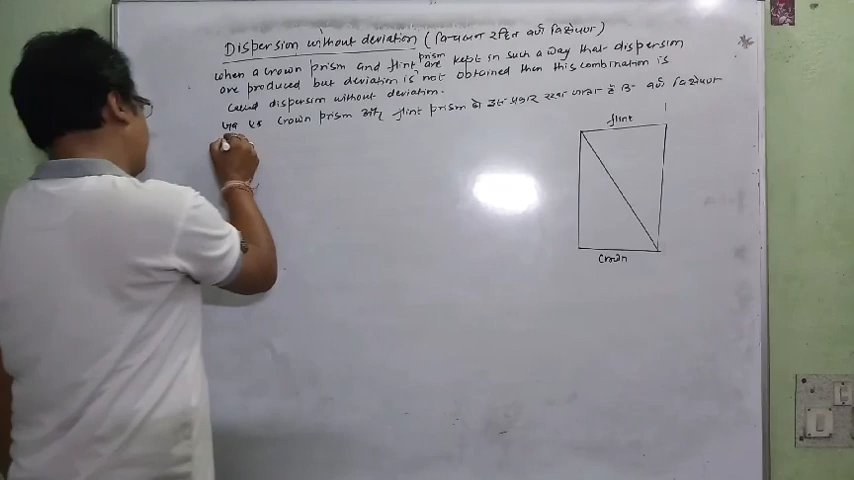 Dispersion without deviation (विचलन रहित वर्ण विक्षेपण)
when a crown prism and flint prism are kept in such a way that dispersion
are produced but deviation is not obtained then this combination is
called dispersion without deviation.
जब एक crown prism और flint prism को इस प्रकार रखा जाता है कि वर्ण विक्षेपण
flint
crown